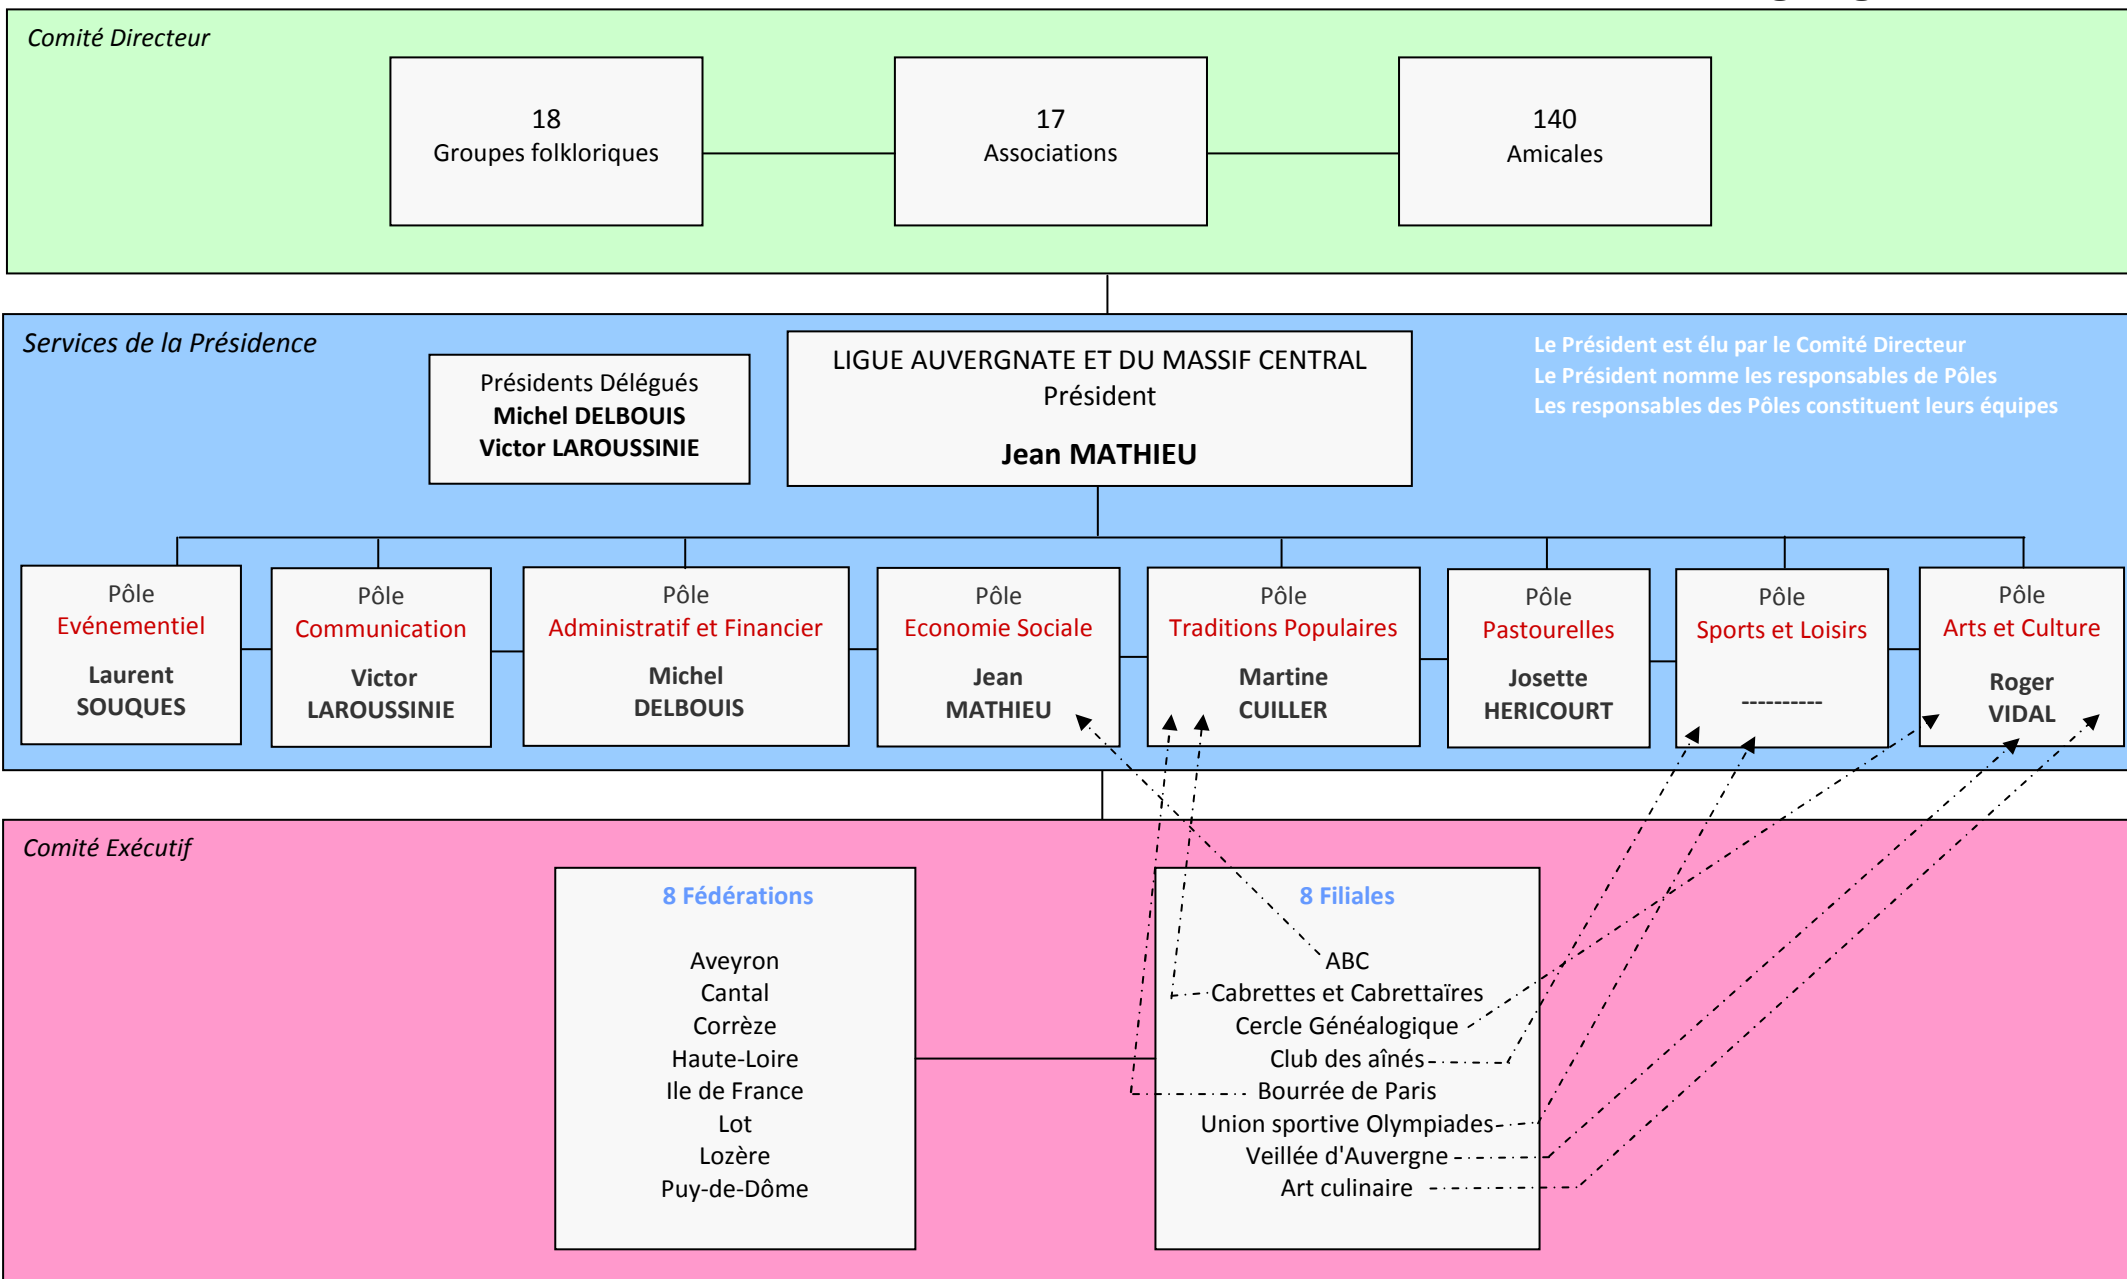 Comité Directeur
18
Groupes folkloriques
17
Associations
140
Amicales
Services de la Présidence
Présidents Délégués
Michel DELBOUIS
Victor LAROUSSINIE
LIGUE AUVERGNATE ET DU MASSIF CENTRAL
Président
Jean MATHIEU
Le Président est élu par le Comité Directeur
Le Président nomme les responsables de Pôles
Les responsables des Pôles constituent leurs équipes
Pôle
Evénementiel
Laurent
SOUQUES
Pôle
Communication
Victor
LAROUSSINIE
Pôle
Administratif et Financier
Michel
DELBOUIS
Pôle
Economie Sociale
Jean
MATHIEU
Pôle
Traditions Populaires
Martine
CUILLER
Pôle
Pastourelles
Josette
HERICOURT
Pôle
Sports et Loisirs
----------
Pôle
Arts et Culture
Roger
VIDAL
Comité Exécutif
8 Fédérations
Aveyron
Cantal
Corrèze
Haute-Loire
Ile de France
Lot
Lozère
Puy-de-Dôme
8 Filiales
ABC
Cabrettes et Cabrettaïres
Cercle Généalogique
Club des aînés
Bourrée de Paris
Union sportive Olympiades
Veillée d'Auvergne
Art culinaire